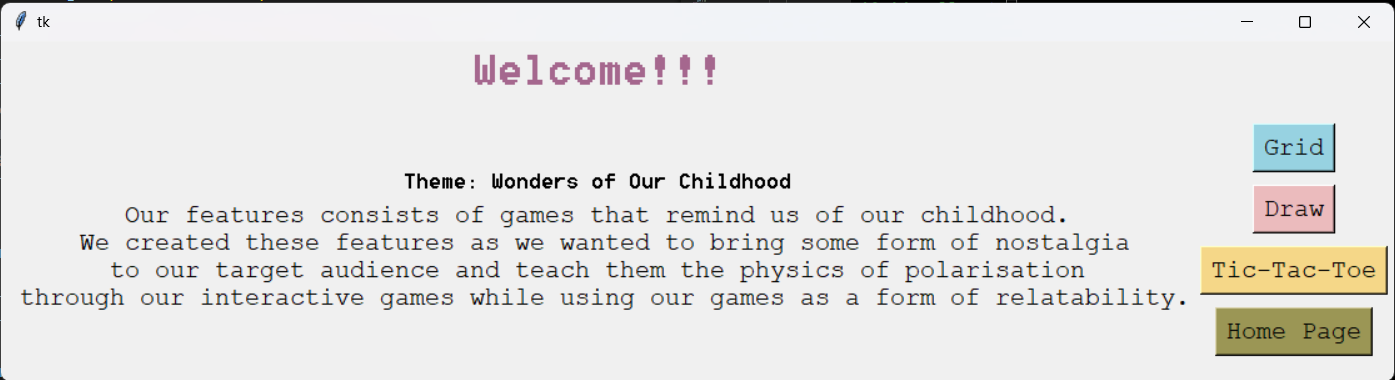 tk
Welcome!!!
Theme: Wonders of Our Childhood
Our features consists of games that remind us of our childhood.
We created these features as we wanted to bring some form of nostalgia
to our target audience and teach them the physics of polarisation
through our interactive games while using our games as a form of relatability.
Grid
Draw
Tic-Tac-Toe
Home Page